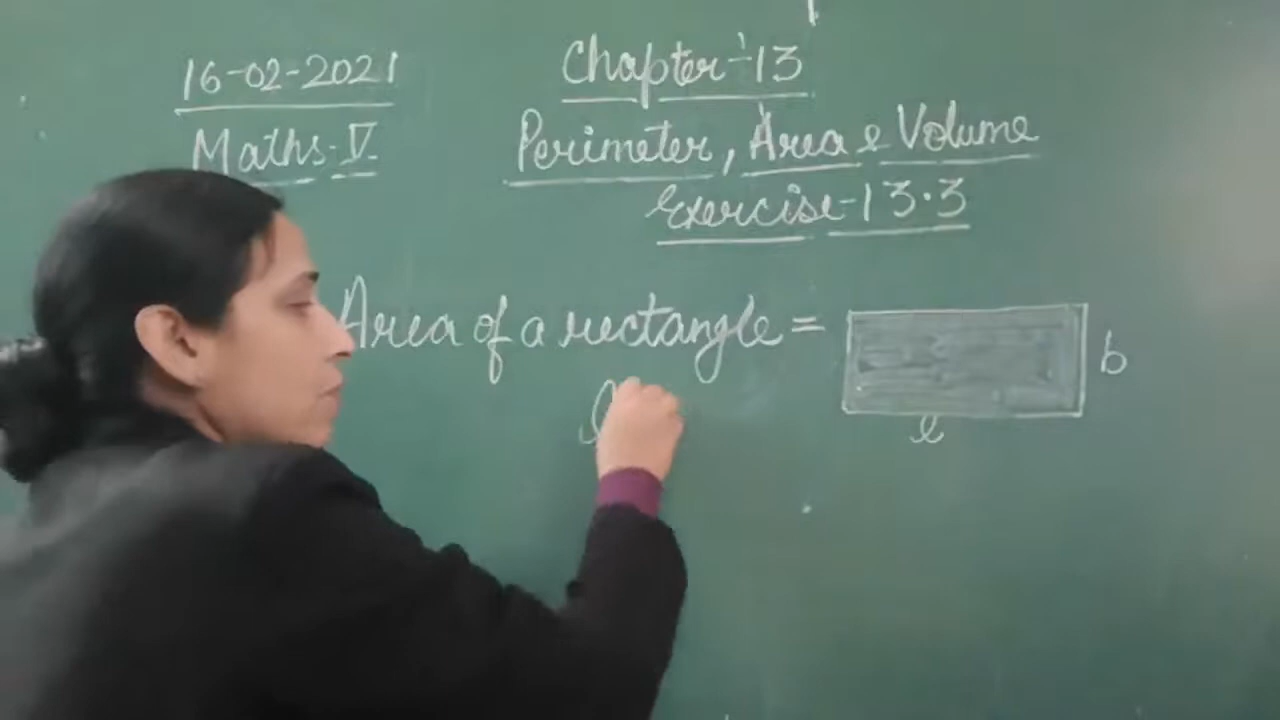 16-02-2021
Maths-V
Chapter-13
Perimeter, Area & Volume
Exercise-13.3
Area of a rectangle =
b
l
l